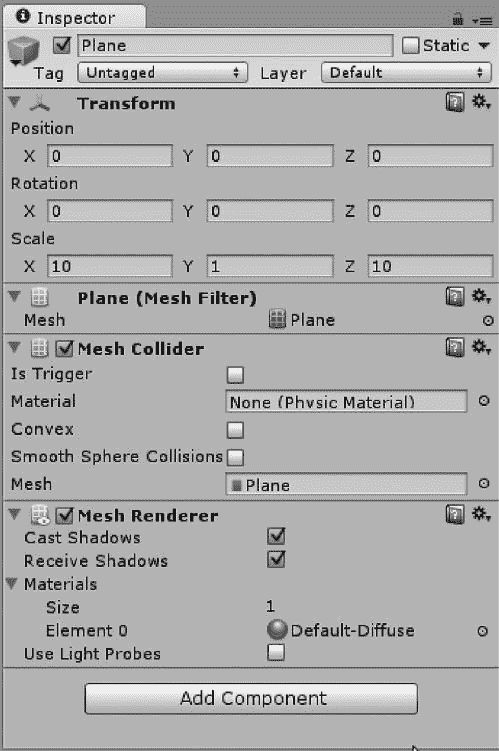 Inspector
Plane Static
Tag Untagged Layer Default
Transform
Position
X 0 Y 0 Z 0
Rotation
X 0 Y 0 Z 0
Scale
X 10 Y 1 Z 10
Plane (Mesh Filter)
Mesh Plane
Mesh Collider
Is Trigger
Material None (Physic Material)
Convex
Smooth Sphere Collisions
Mesh Plane
Mesh Renderer
Cast Shadows
Receive Shadows
Materials
Size 1
Element 0 Default-Diffuse
Use Light Probes
Add Component